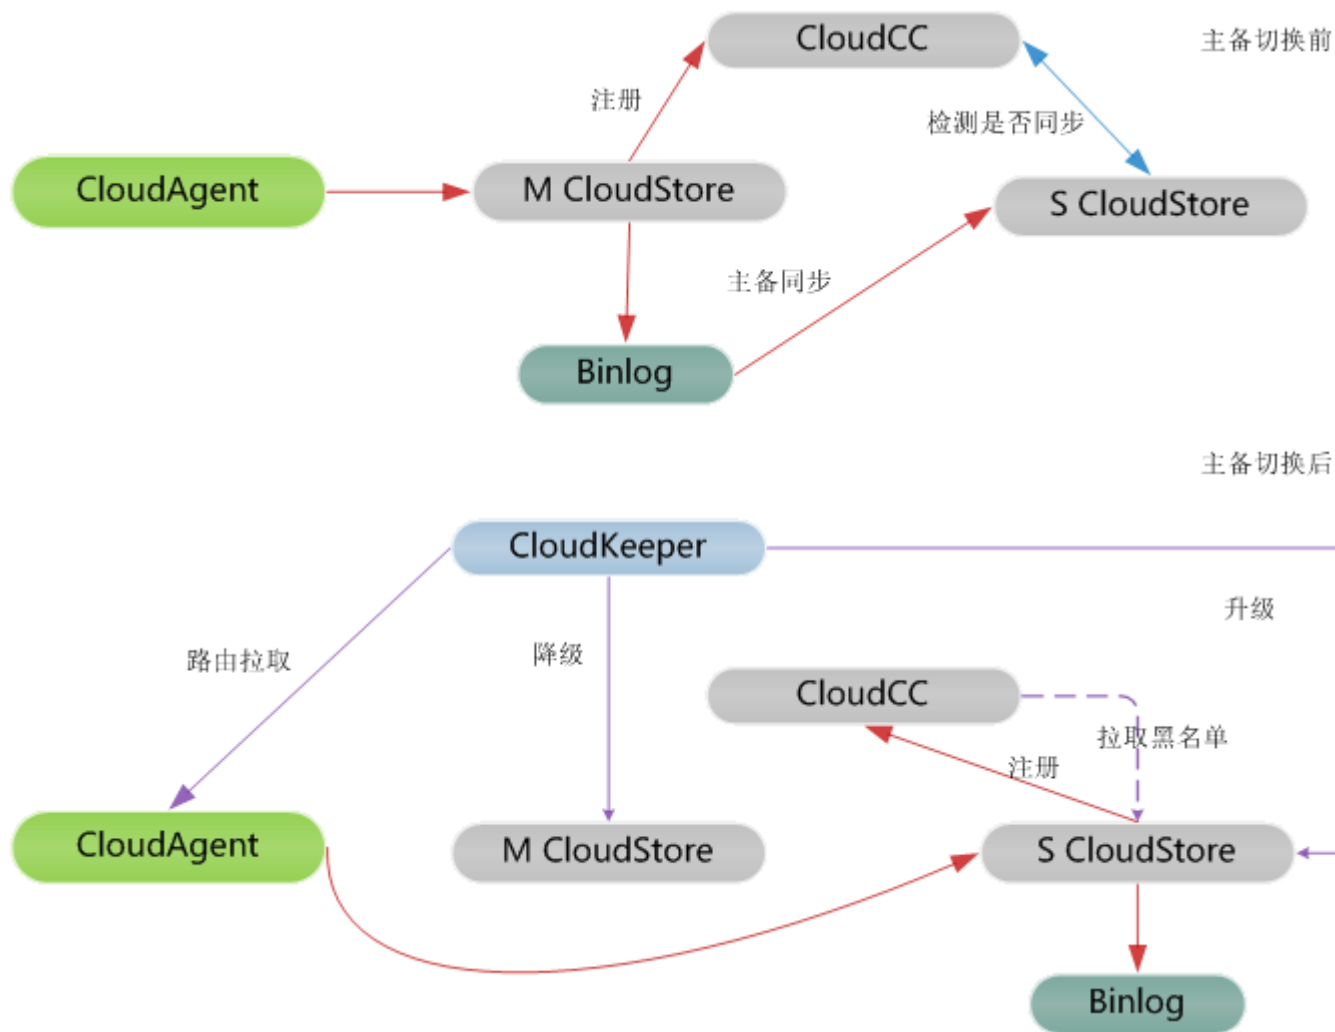 CloudCC
主备切换前
注册
检测是否同步
CloudAgent
M CloudStore
S CloudStore
主备同步
Binlog
主备切换后
CloudKeeper
升级
路由拉取
降级
CloudCC
拉取黑名单
注册
CloudAgent
M CloudStore
S CloudStore
Binlog